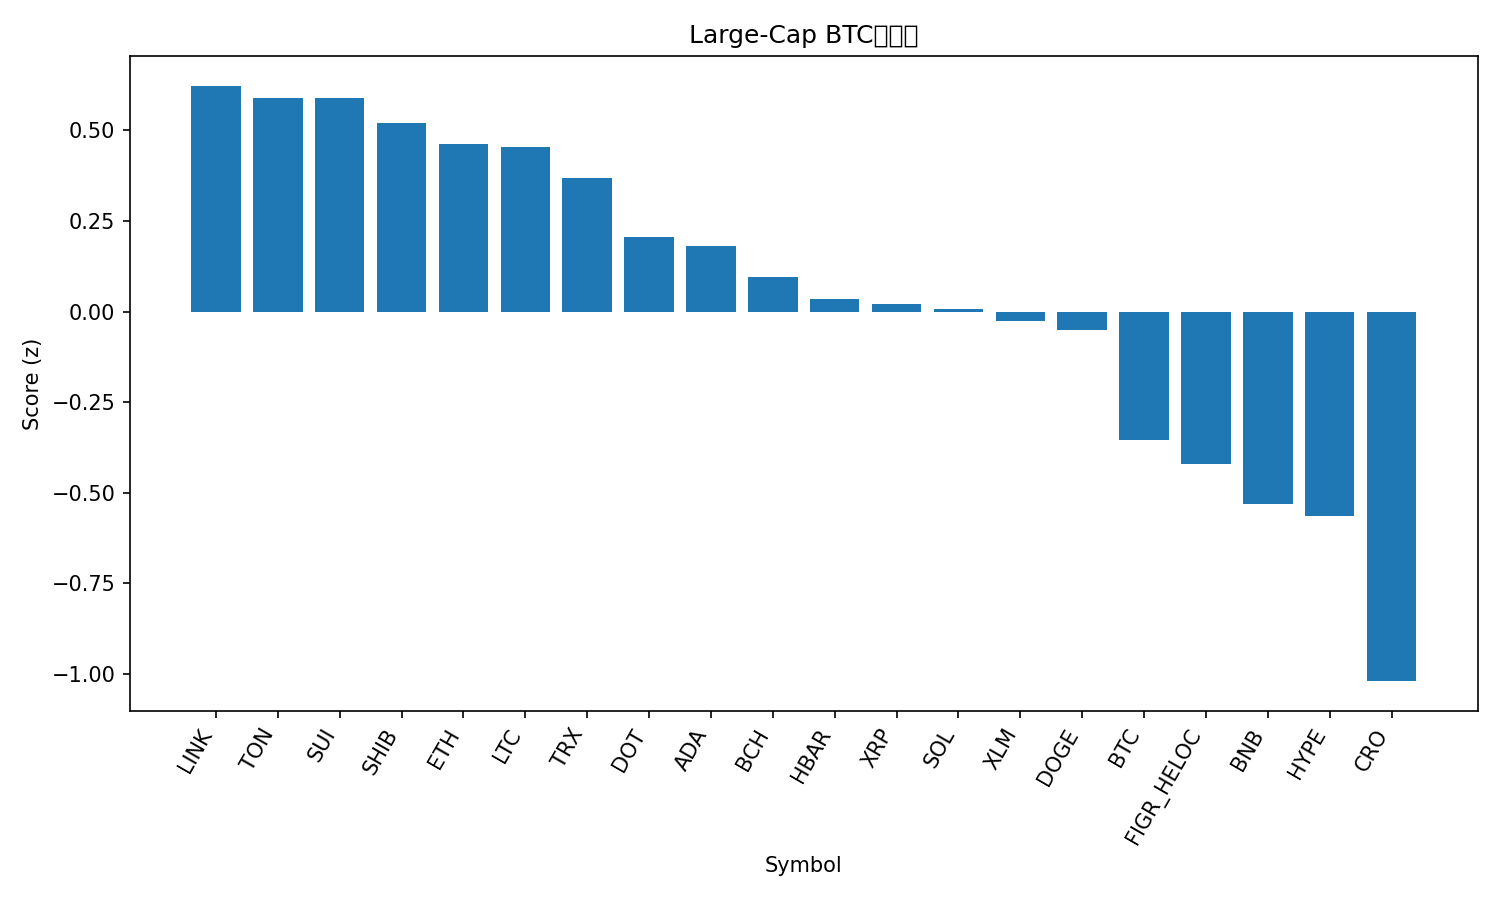 Large-Cap BTC
Score (z)
0.50
0.25
0.00
−0.25
−0.50
−0.75
−1.00
LINK
TON
SUI
SHIB
ETH
LTC
TRX
DOT
ADA
BCH
HBAR
XRP
SOL
XLM
DOGE
BTC
FIGR_HELOC
BNB
HYPE
CRO
Symbol